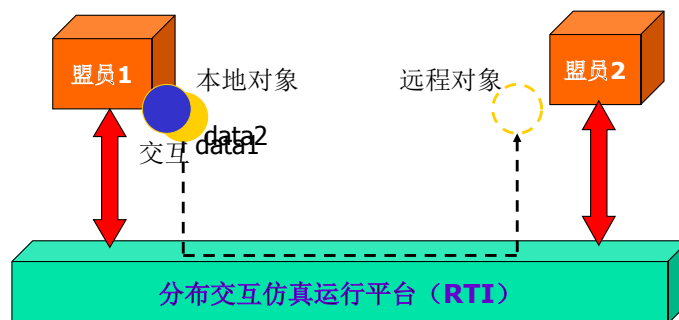 盟员1
盟员2
本地对象
远程对象
data2
data1
交互
分布交互仿真运行平台（RTI）